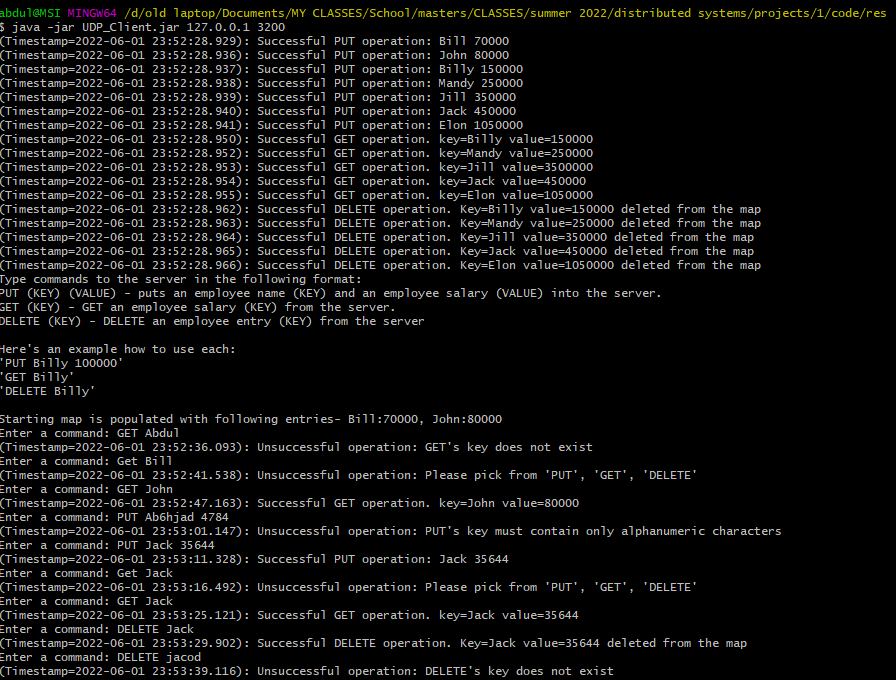 abdul@MSI MINGW64 /d/old laptop/Documents/MY CLASSES/School/masters/CLASSES/summer 2022/distributed systems/projects/1/code/res
$ java -jar UDP_Client.jar 127.0.0.1 3200
(Timestamp=2022-06-01 23:52:28.929): Successful PUT operation: Bill 70000
(Timestamp=2022-06-01 23:52:28.936): Successful PUT operation: John 80000
(Timestamp=2022-06-01 23:52:28.937): Successful PUT operation: Billy 150000
(Timestamp=2022-06-01 23:52:28.938): Successful PUT operation: Mandy 250000
(Timestamp=2022-06-01 23:52:28.939): Successful PUT operation: Jill 350000
(Timestamp=2022-06-01 23:52:28.940): Successful PUT operation: Jack 450000
(Timestamp=2022-06-01 23:52:28.941): Successful PUT operation: Elon 1050000
(Timestamp=2022-06-01 23:52:28.950): Successful GET operation. key=Billy value=150000
(Timestamp=2022-06-01 23:52:28.952): Successful GET operation. key=Mandy value=250000
(Timestamp=2022-06-01 23:52:28.953): Successful GET operation. key=Jill value=3500000
(Timestamp=2022-06-01 23:52:28.954): Successful GET operation. key=Jack value=450000
(Timestamp=2022-06-01 23:52:28.955): Successful GET operation. key=Elon value=1050000
(Timestamp=2022-06-01 23:52:28.962): Successful DELETE operation. Key=Billy value=150000 deleted from the map
(Timestamp=2022-06-01 23:52:28.963): Successful DELETE operation. Key=Mandy value=250000 deleted from the map
(Timestamp=2022-06-01 23:52:28.964): Successful DELETE operation. Key=Jill value=350000 deleted from the map
(Timestamp=2022-06-01 23:52:28.965): Successful DELETE operation. Key=Jack value=450000 deleted from the map
(Timestamp=2022-06-01 23:52:28.966): Successful DELETE operation. Key=Elon value=1050000 deleted from the map
Type commands to the server in the following format:
PUT (KEY) (VALUE) - puts an employee name (KEY) and an employee salary (VALUE) into the server.
GET (KEY) - GET an employee salary (KEY) from the server.
DELETE (KEY) - DELETE an employee entry (KEY) from the server
Here's an example how to use each:
'PUT Billy 100000'
'GET Billy'
'DELETE Billy'
Starting map is populated with following entries- Bill:70000, John:80000
Enter a command: GET Abdul
(Timestamp=2022-06-01 23:52:36.093): Unsuccessful operation: GET's key does not exist
Enter a command: Get Bill
(Timestamp=2022-06-01 23:52:41.538): Unsuccessful operation: Please pick from 'PUT', 'GET', 'DELETE'
Enter a command: GET John
(Timestamp=2022-06-01 23:52:47.163): Successful GET operation. key=John value=80000
Enter a command: PUT Ab6hjad 4784
(Timestamp=2022-06-01 23:53:01.147): Unsuccessful operation: PUT's key must contain only alphanumeric characters
Enter a command: PUT Jack 35644
(Timestamp=2022-06-01 23:53:11.328): Successful PUT operation: Jack 35644
Enter a command: Get Jack
(Timestamp=2022-06-01 23:53:16.492): Unsuccessful operation: Please pick from 'PUT', 'GET', 'DELETE'
Enter a command: GET Jack
(Timestamp=2022-06-01 23:53:25.121): Successful GET operation. key=Jack value=35644
Enter a command: DELETE Jack
(Timestamp=2022-06-01 23:53:29.902): Successful DELETE operation. Key=Jack value=35644 deleted from the map
Enter a command: DELETE jacod
(Timestamp=2022-06-01 23:53:39.116): Unsuccessful operation: DELETE's key does not exist